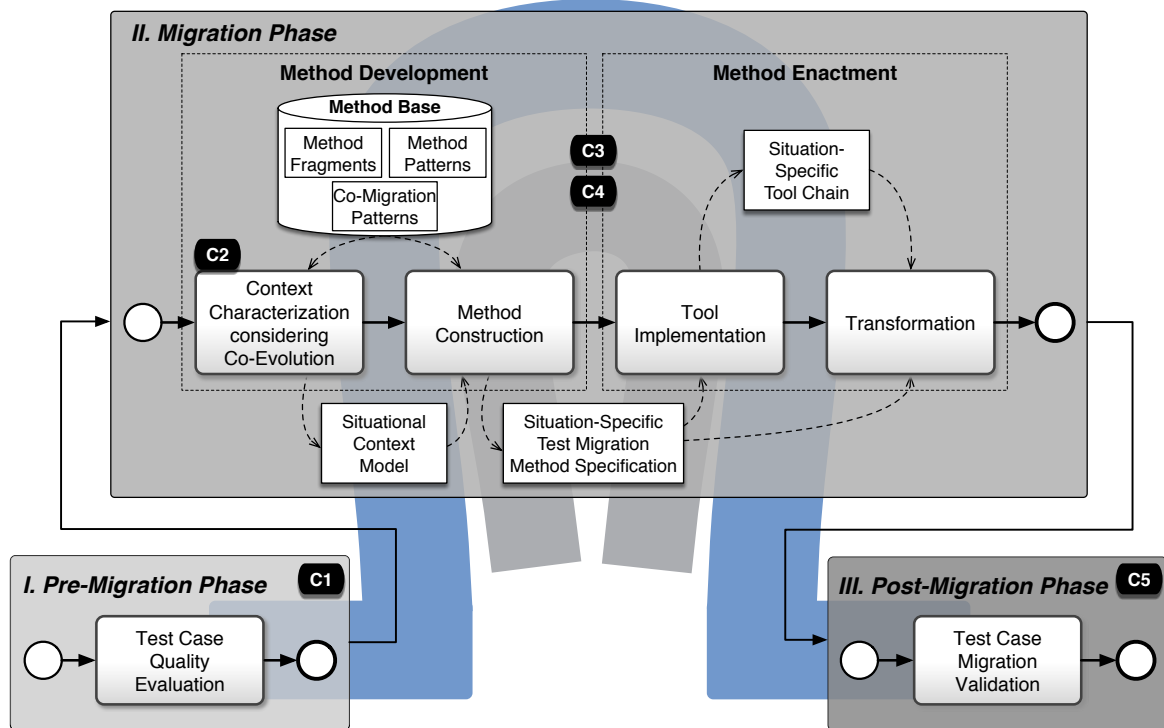 II. Migration Phase
Method Development
Method Enactment
Method Base
Method
Fragments
Method
Patterns
Co-Migration
Patterns
C3
C4
Situation-
Specific
Tool Chain
C2
Context
Characterization
considering
Co-Evolution
Method
Construction
Tool
Implementation
Transformation
Situational
Context
Model
Situation-Specific
Test Migration
Method Specification
I. Pre-Migration Phase
C1
Test Case
Quality
Evaluation
III. Post-Migration Phase
C5
Test Case
Migration
Validation